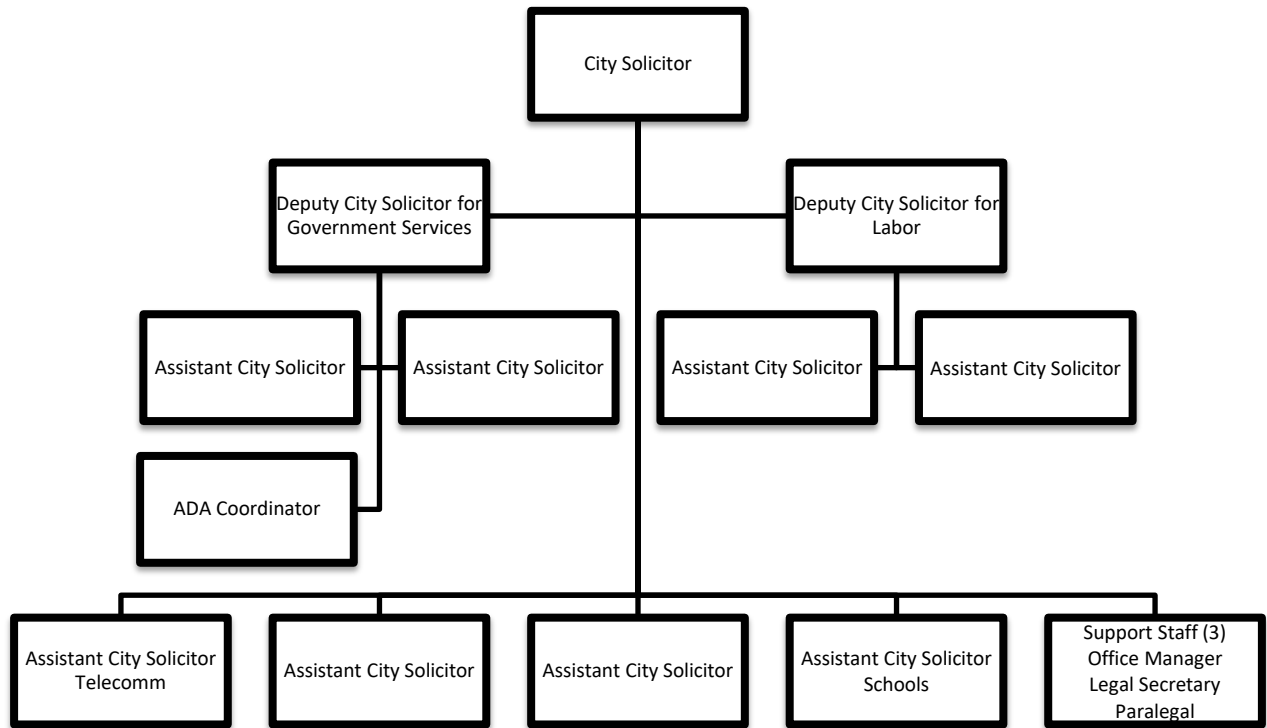 City Solicitor
Deputy City Solicitor for
Government Services
Deputy City Solicitor for
Labor
Assistant City Solicitor
Assistant City Solicitor
Assistant City Solicitor
Assistant City Solicitor
ADA Coordinator
Assistant City Solicitor
Telecomm
Assistant City Solicitor
Assistant City Solicitor
Assistant City Solicitor
Schools
Support Staff (3)
Office Manager
Legal Secretary
Paralegal